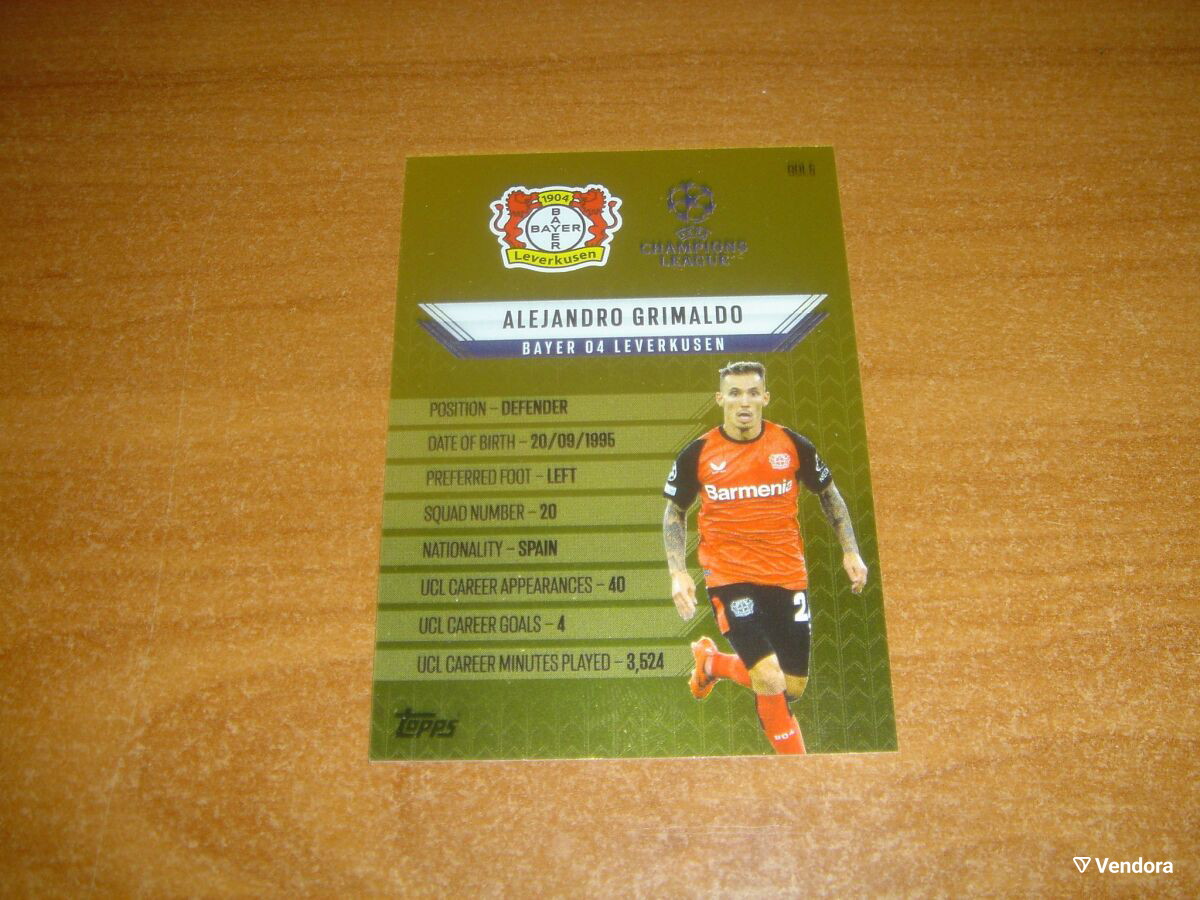 1904
BAYER
BAYER
Leverkusen
CHAMPIONS
LEAGUE
ALEJANDRO GRIMALDO
BAYER 04 LEVERKUSEN
POSITION – DEFENDER
DATE OF BIRTH – 20/09/1995
PREFERRED FOOT – LEFT
SQUAD NUMBER – 20
NATIONALITY – SPAIN
UCL CAREER APPEARANCES – 40
UCL CAREER GOALS – 4
UCL CAREER MINUTES PLAYED – 3,524
Barmenia
2
topps
Vendora